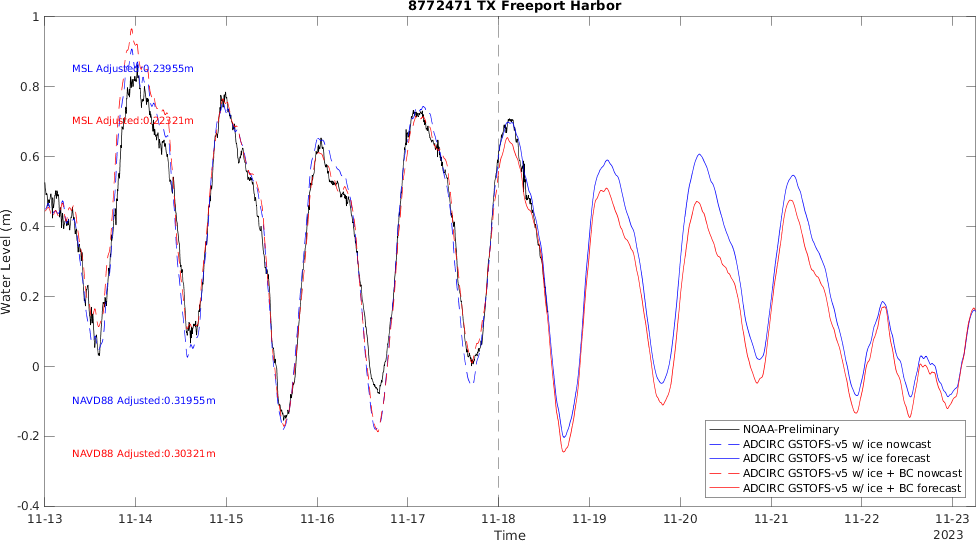 8772471 TX Freeport Harbor
Water Level (m)
1
0.8
0.6
0.4
0.2
0
-0.2
-0.4
MSL Adjusted:0.23955m
MSL Adjusted:0.22321m
NAVD88 Adjusted:0.31955m
NAVD88 Adjusted:0.30321m
NOAA-Preliminary
ADCIRC GSTOFS-v5 w/ ice nowcast
ADCIRC GSTOFS-v5 w/ ice forecast
ADCIRC GSTOFS-v5 w/ ice + BC nowcast
ADCIRC GSTOFS-v5 w/ ice + BC forecast
11-13 11-14 11-15 11-16 11-17 11-18 11-19 11-20 11-21 11-22 11-23
Time 2023